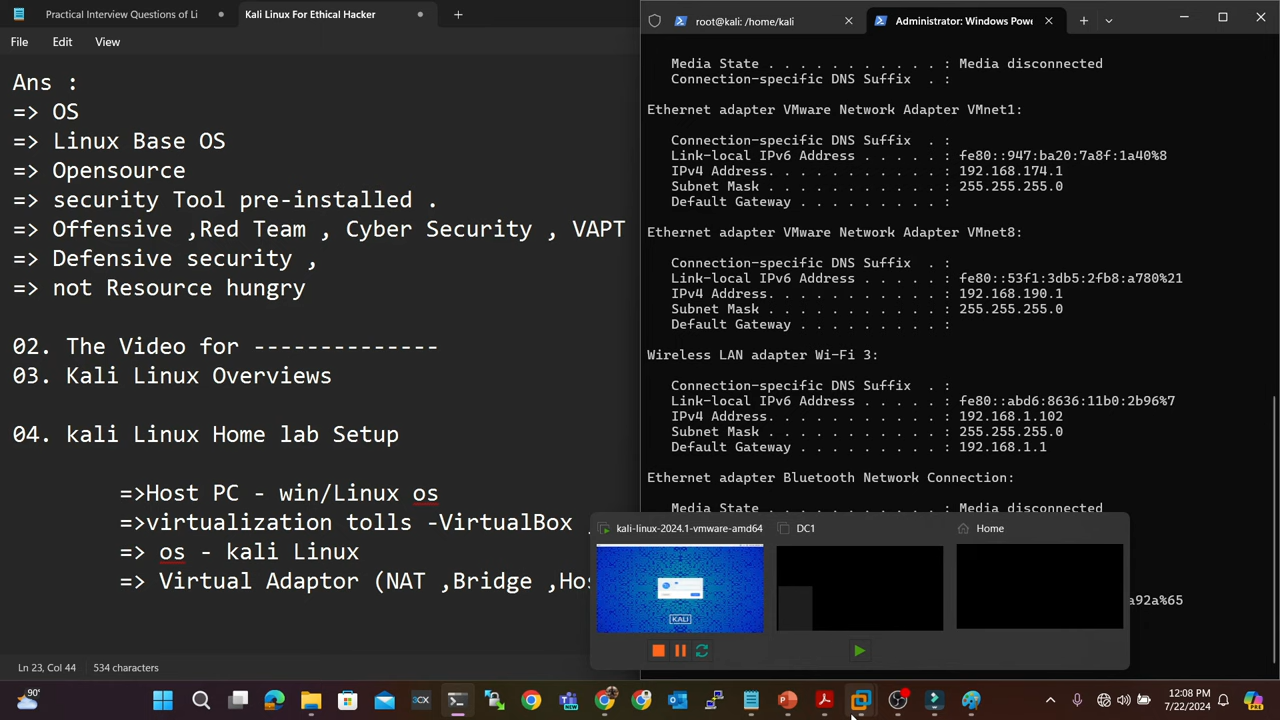 Practical Interview Questions of Li
Kali Linux For Ethical Hacker
File Edit View
Ans :
=> OS
=> Linux Base OS
=> Opensource
=> security Tool pre-installed .
=> Offensive ,Red Team , Cyber Security , VAPT
=> Defensive security ,
=> not Resource hungry
02. The Video for --------------
03. Kali Linux Overviews
04. kali Linux Home lab Setup
=>Host PC - win/Linux os
=>virtualization tolls -VirtualBox
=> os - kali Linux
=> Virtual Adaptor (NAT ,Bridge ,Hos
Ln 23, Col 44 534 characters
root@kali: /home/kali
Administrator: Windows Pow
Media State . . . . . . . . . . . : Media disconnected
Connection-specific DNS Suffix . :
Ethernet adapter VMware Network Adapter VMnet1:
Connection-specific DNS Suffix . :
Link-local IPv6 Address . . . . . : fe80::947:ba20:7a8f:1a40%8
IPv4 Address. . . . . . . . . . . : 192.168.174.1
Subnet Mask . . . . . . . . . . . : 255.255.255.0
Default Gateway . . . . . . . . . :
Ethernet adapter VMware Network Adapter VMnet8:
Connection-specific DNS Suffix . :
Link-local IPv6 Address . . . . . : fe80::53f1:3db5:2fb8:a780%21
IPv4 Address. . . . . . . . . . . : 192.168.190.1
Subnet Mask . . . . . . . . . . . : 255.255.255.0
Default Gateway . . . . . . . . . :
Wireless LAN adapter Wi-Fi 3:
Connection-specific DNS Suffix . :
Link-local IPv6 Address . . . . . : fe80::abd6:8636:11b0:2b96%7
IPv4 Address. . . . . . . . . . . : 192.168.1.102
Subnet Mask . . . . . . . . . . . : 255.255.255.0
Default Gateway . . . . . . . . . : 192.168.1.1
Ethernet adapter Bluetooth Network Connection:
Media State . . . . . . . . . . . : Media disconnected
a92a%65
kali-linux-2024.1-vmware-amd64
DC1
Home
KALI
90°
12:08 PM
7/22/2024